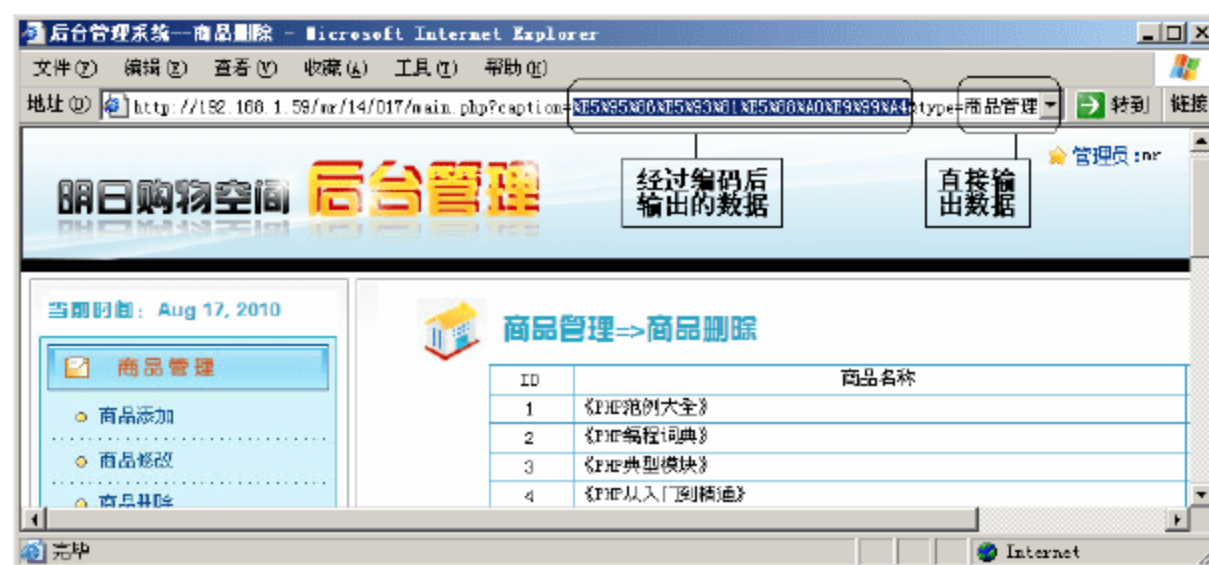 后台管理系统--商品删除 - Microsoft Internet Explorer
文件(F) 编辑(E) 查看(V) 收藏(A) 工具(T) 帮助(H)
地址(D) http://192.168.1.59/mr/14/017/main.php?caption=%E5%95%86%E5%93%81%E5%88%A0%E9%99%A4&type=商品管理 转到 链接
管理员:mr
明日购物空间 后台管理
经过编码后
输出的数据
直接输
出数据
当前时间：Aug 17, 2010
商品管理=>商品删除
商品管理
ID 商品名称
商品添加
1 《PHP范例大全》
2 《PHP编程词典》
商品修改
3 《PHP典型模块》
商品删除
4 《PHP从入门到精通》
完毕 Internet